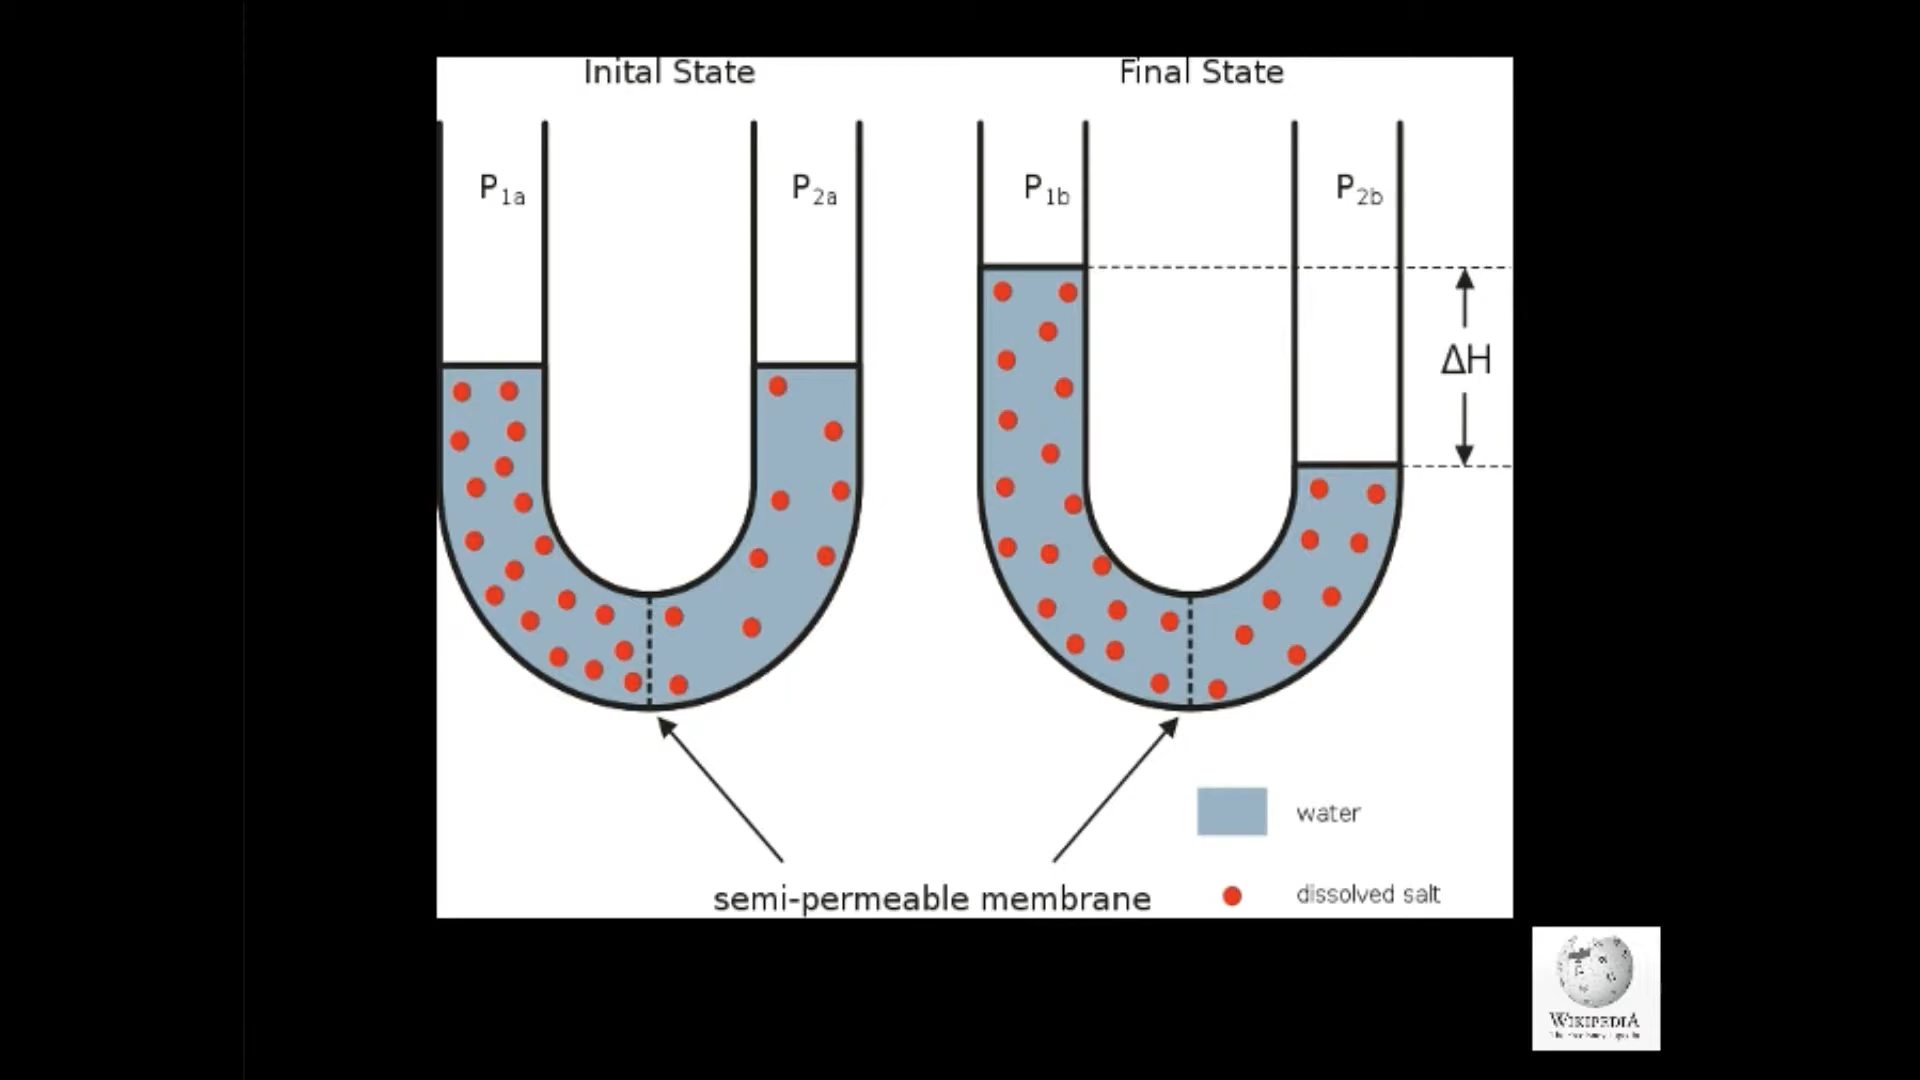 Inital State
Final State
P1a
P2a
P1b
P2b
ΔH
water
semi-permeable membrane
dissolved salt
WIKIPEDIA